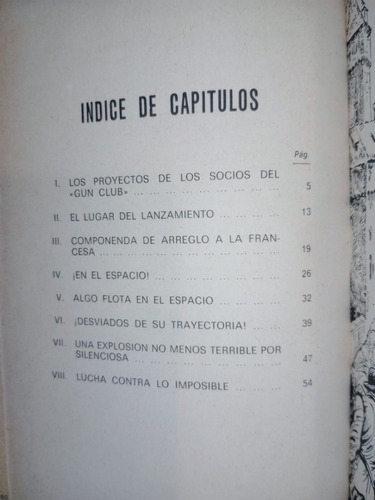 INDICE DE CAPITULOS
Pág.
I. LOS PROYECTOS DE LOS SOCIOS DEL
«GUN CLUB» ... ... ... ... ... ... ... ... ... 5
II. EL LUGAR DEL LANZAMIENTO ... ... ... ... 13
III. COMPONENDA DE ARREGLO A LA FRAN-
CESA ... ... ... ... ... ... ... ... ... ... 19
IV. ¡EN EL ESPACIO! ... ... ... ... ... ... ... 26
V. ALGO FLOTA EN EL ESPACIO ... ... ... ... 32
VI. ¡DESVIADOS DE SU TRAYECTORIA! ... ... 39
VII. UNA EXPLOSION NO MENOS TERRIBLE POR
SILENCIOSA ... ... ... ... ... ... ... ... 47
VIII. LUCHA CONTRA LO IMPOSIBLE ... ... ... 54